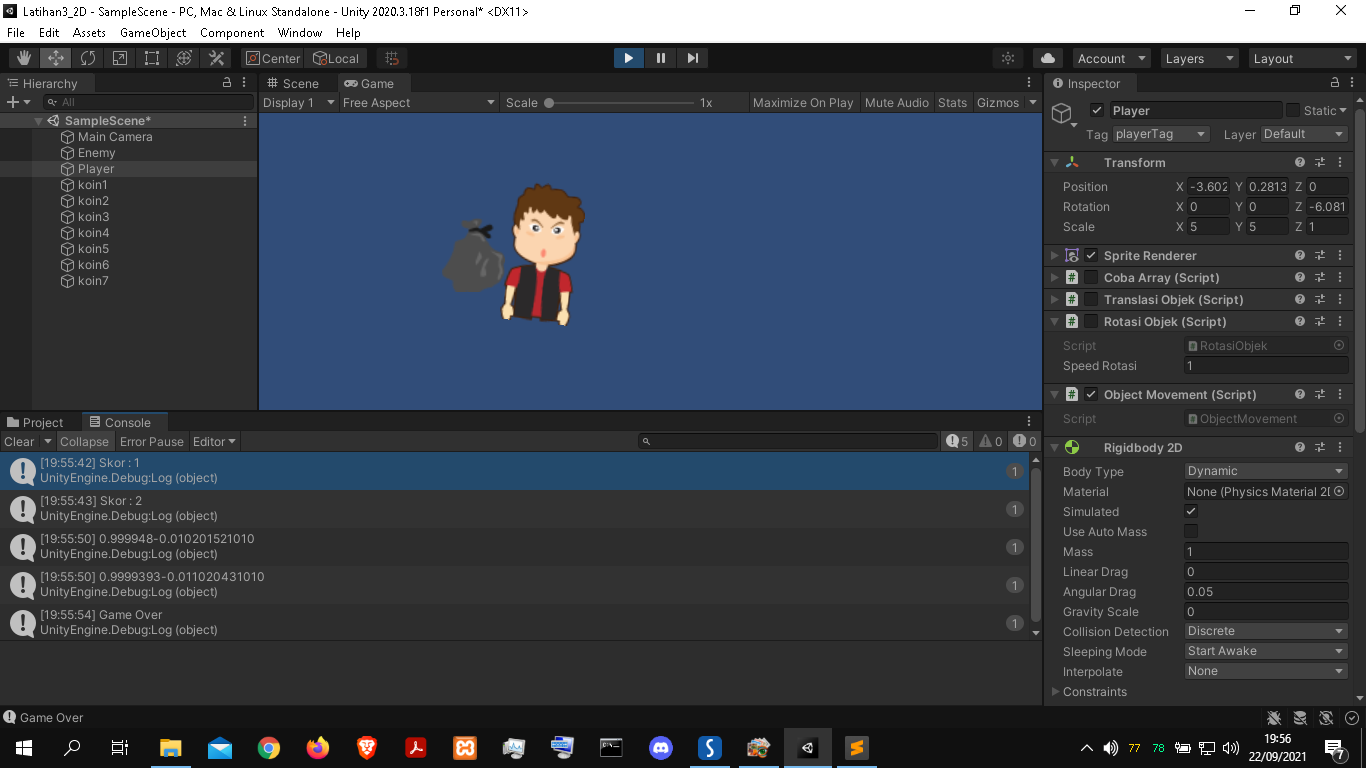 Latihan3_2D - SampleScene - PC, Mac & Linux Standalone - Unity 2020.3.18f1 Personal* <DX11>
File Edit Assets GameObject Component Window Help
Center Local Account Layers Layout
Hierarchy
All
SampleScene*
Main Camera
Enemy
Player
koin1
koin2
koin3
koin4
koin5
koin6
koin7
Scene Game
Display 1 Free Aspect Scale 1x Maximize On Play Mute Audio Stats Gizmos
Project Console
Clear Collapse Error Pause Editor 5 0 0
[19:55:42] Skor : 1
UnityEngine.Debug:Log (object)
1
[19:55:43] Skor : 2
UnityEngine.Debug:Log (object)
1
[19:55:50] 0.999948-0.010201521010
UnityEngine.Debug:Log (object)
1
[19:55:50] 0.9999393-0.011020431010
UnityEngine.Debug:Log (object)
1
[19:55:54] Game Over
UnityEngine.Debug:Log (object)
1
Inspector
Player Static
Tag playerTag Layer Default
Transform
Position X -3.602 Y 0.2813 Z 0
Rotation X 0 Y 0 Z -6.081
Scale X 5 Y 5 Z 1
Sprite Renderer
Coba Array (Script)
Translasi Objek (Script)
Rotasi Objek (Script)
Script RotasiObjek
Speed Rotasi 1
Object Movement (Script)
Script ObjectMovement
Rigidbody 2D
Body Type Dynamic
Material None (Physics Material 2D
Simulated
Use Auto Mass
Mass 1
Linear Drag 0
Angular Drag 0.05
Gravity Scale 0
Collision Detection Discrete
Sleeping Mode Start Awake
Interpolate None
Constraints
Game Over
77 78 19:56
22/09/2021
7